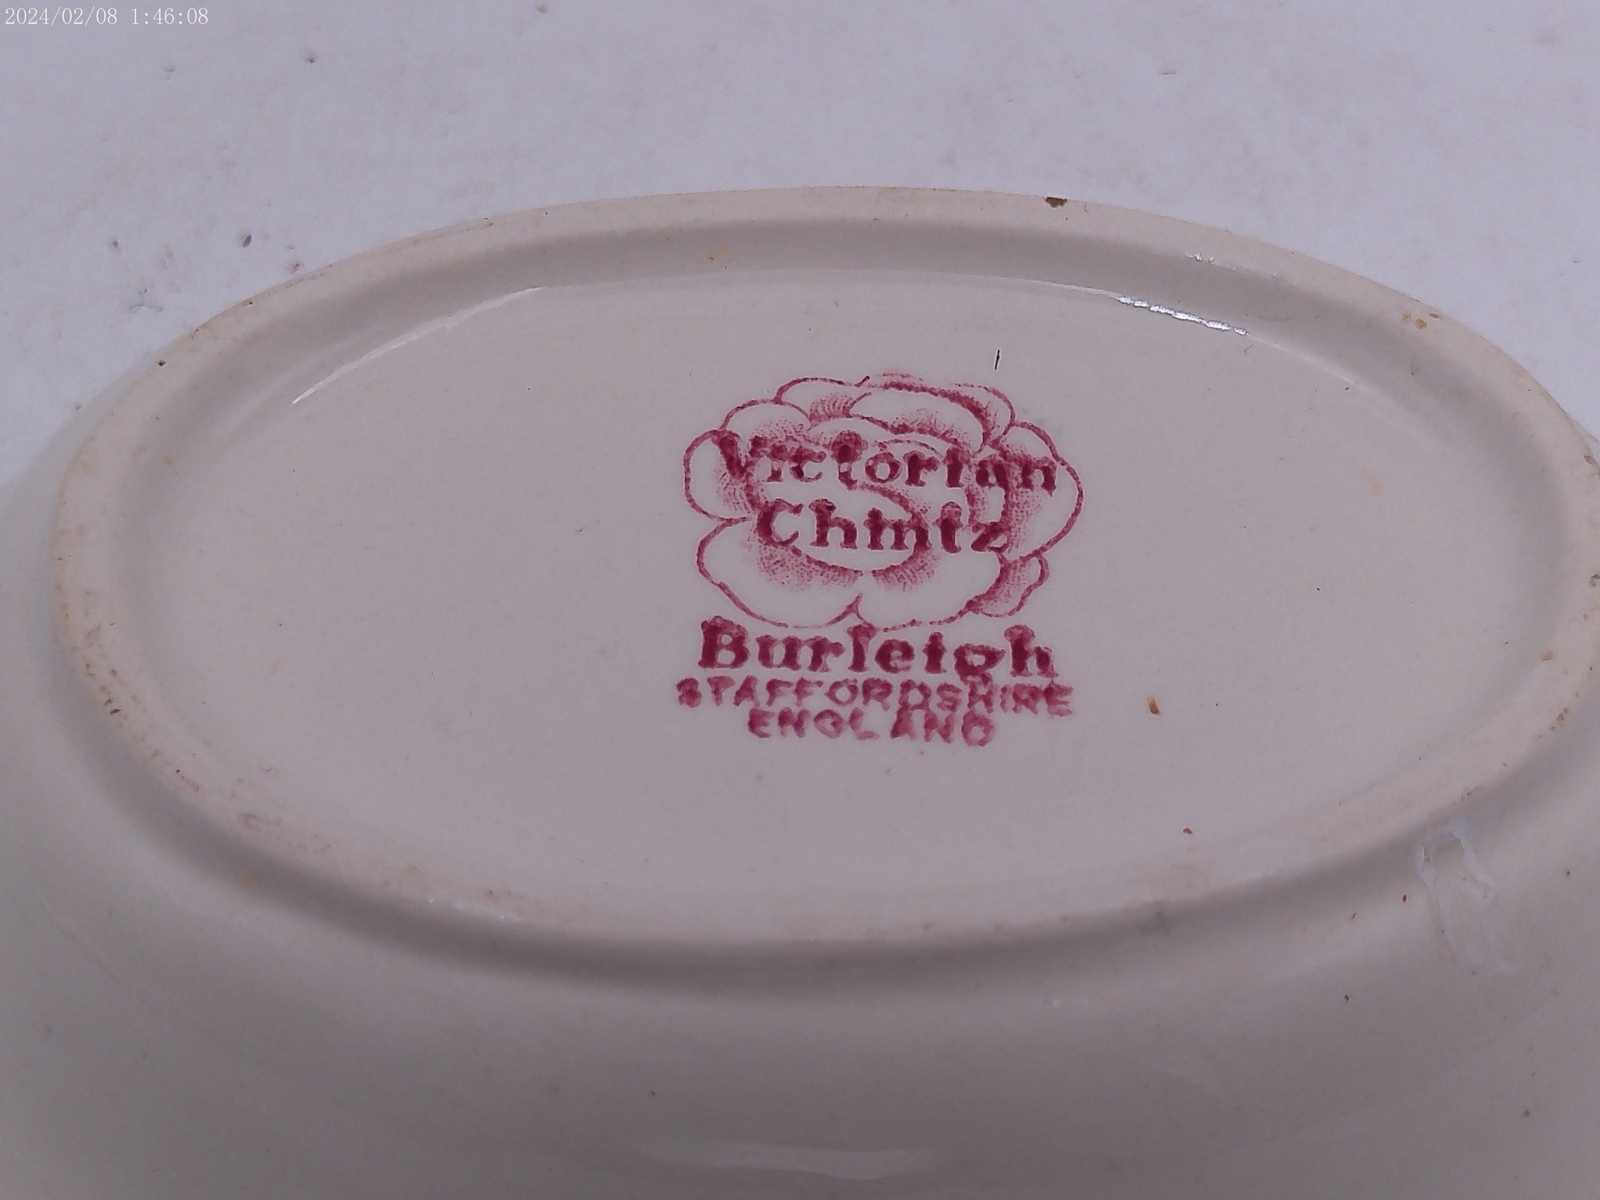 2024/02/08 1:46:08
Victorian
Chintz
Burleigh
STAFFORDSHIRE
ENGLAND